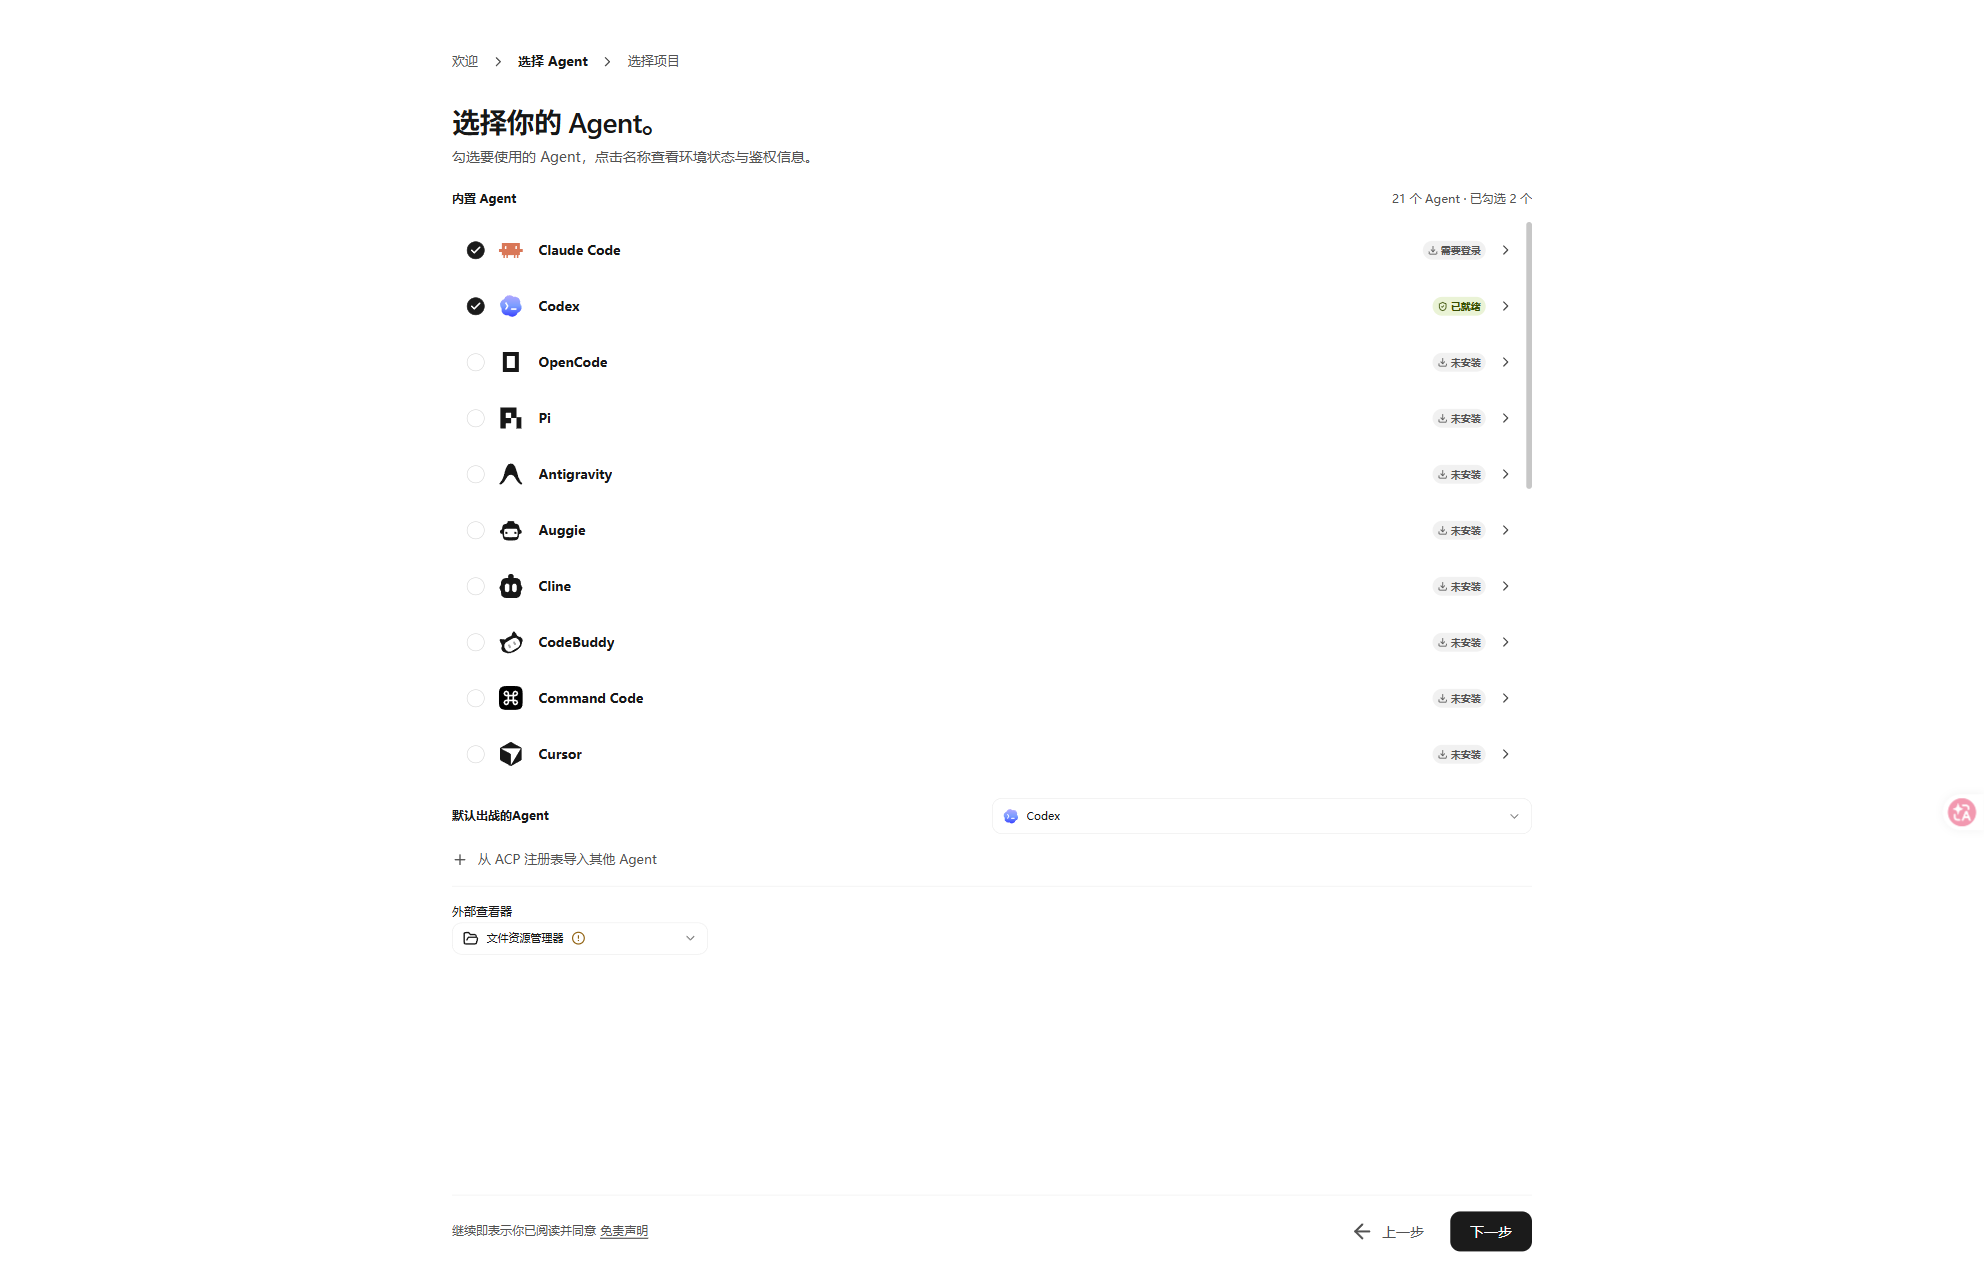 欢迎 选择 Agent 选择项目
选择你的 Agent。
勾选要使用的 Agent，点击名称查看环境状态与鉴权信息。
内置 Agent 21 个 Agent · 已勾选 2 个
Claude Code 需要登录
Codex 已就绪
OpenCode 未安装
Pi 未安装
Antigravity 未安装
Auggie 未安装
Cline 未安装
CodeBuddy 未安装
Command Code 未安装
Cursor 未安装
默认出战的Agent Codex
从 ACP 注册表导入其他 Agent
外部查看器
文件资源管理器
继续即表示你已阅读并同意 免责声明 上一步 下一步